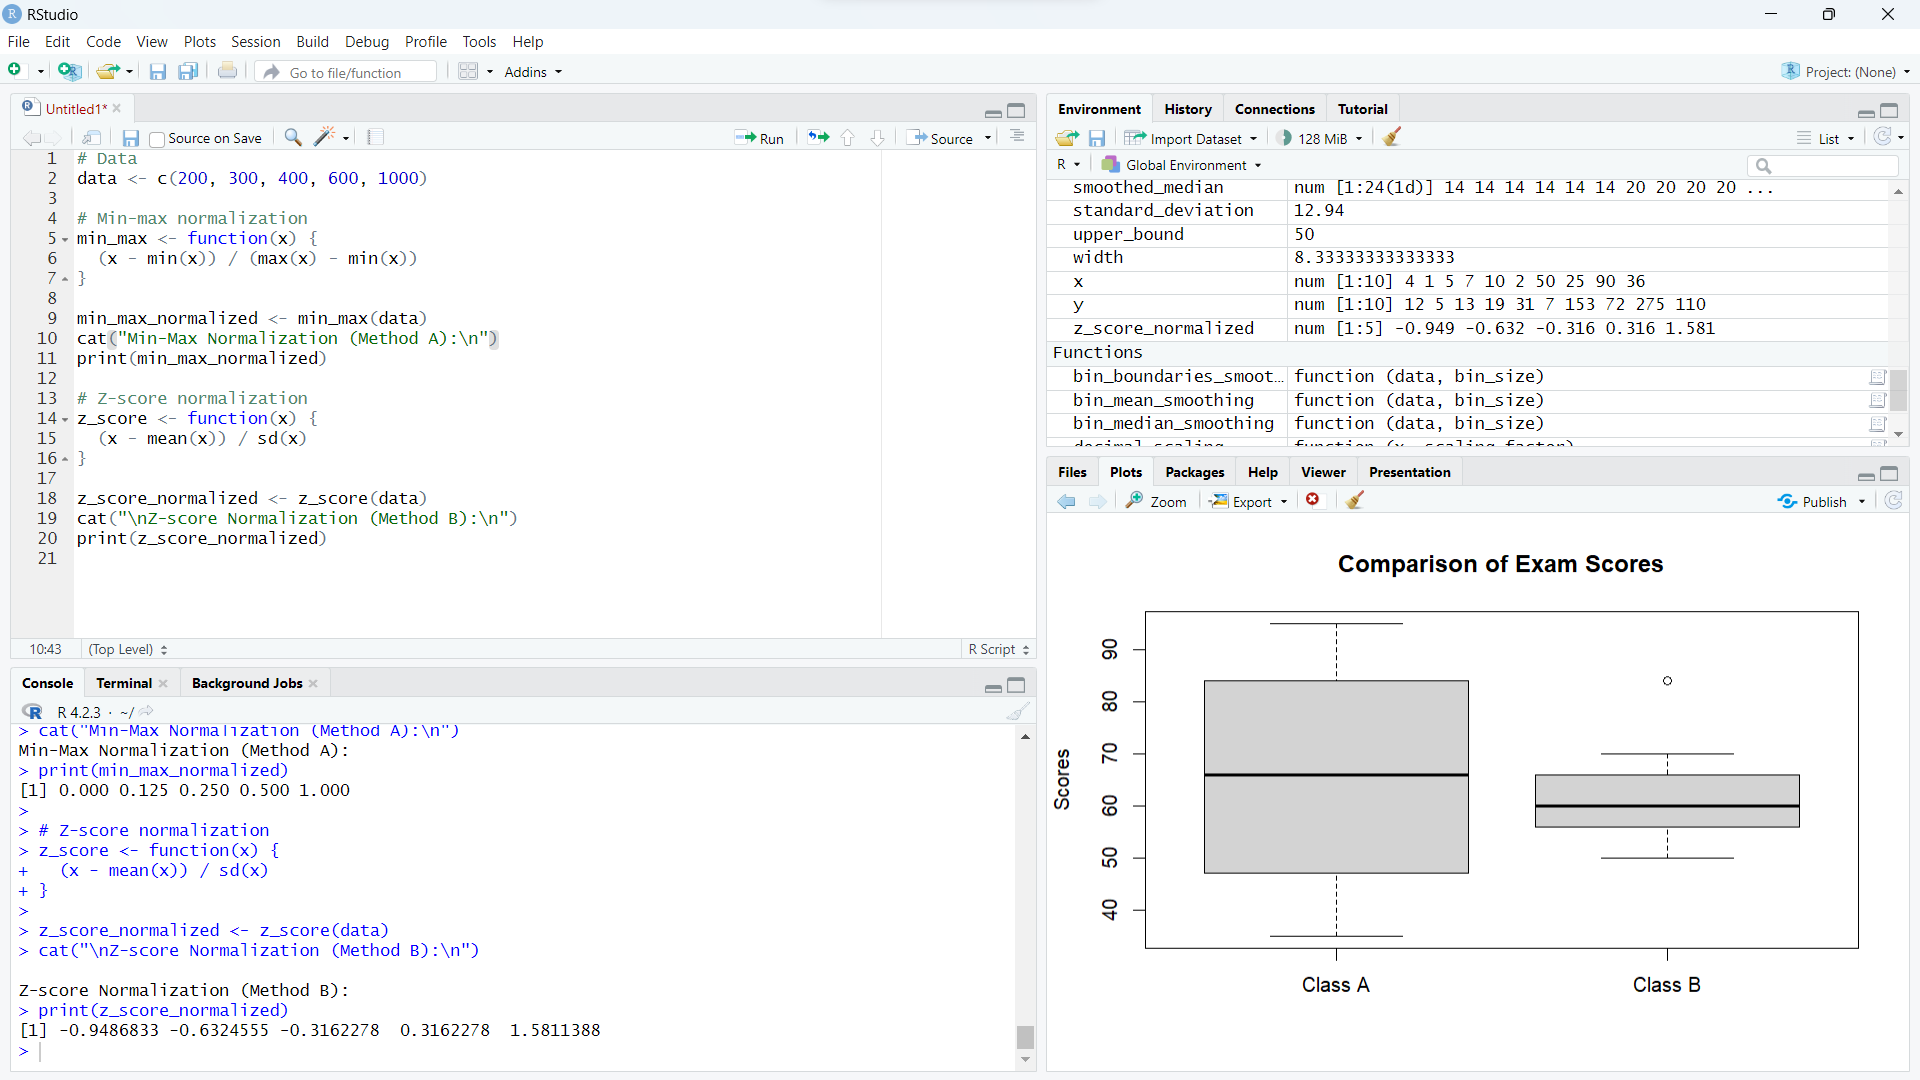 RStudio
File Edit Code View Plots Session Build Debug Profile Tools Help
Go to file/function
Addins
Project: (None)
Untitled1*
Source on Save
Run
Source
1 # Data
2 data <- c(200, 300, 400, 600, 1000)
3
4 # Min-max normalization
5 min_max <- function(x) {
6 (x - min(x)) / (max(x) - min(x))
7 }
8
9 min_max_normalized <- min_max(data)
10 cat("Min-Max Normalization (Method A):\n")
11 print(min_max_normalized)
12
13 # Z-score normalization
14 z_score <- function(x) {
15 (x - mean(x)) / sd(x)
16 }
17
18 z_score_normalized <- z_score(data)
19 cat("\nZ-score Normalization (Method B):\n")
20 print(z_score_normalized)
21
10:43 (Top Level) R Script
Console Terminal Background Jobs
R 4.2.3 · ~/
> cat("Min-Max Normalization (Method A):\n")
Min-Max Normalization (Method A):
> print(min_max_normalized)
[1] 0.000 0.125 0.250 0.500 1.000
>
> # Z-score normalization
> z_score <- function(x) {
+ (x - mean(x)) / sd(x)
+ }
>
> z_score_normalized <- z_score(data)
> cat("\nZ-score Normalization (Method B):\n")
Z-score Normalization (Method B):
> print(z_score_normalized)
[1] -0.9486833 -0.6324555 -0.3162278 0.3162278 1.5811388
>
Environment History Connections Tutorial
Import Dataset 128 MiB List
R Global Environment
smoothed_median num [1:24(1d)] 14 14 14 14 14 14 20 20 20 20 ...
standard_deviation 12.94
upper_bound 50
width 8.33333333333333
x num [1:10] 4 1 5 7 10 2 50 25 90 36
y num [1:10] 12 5 13 19 31 7 153 72 275 110
z_score_normalized num [1:5] -0.949 -0.632 -0.316 0.316 1.581
Functions
bin_boundaries_smoot… function (data, bin_size)
bin_mean_smoothing function (data, bin_size)
bin_median_smoothing function (data, bin_size)
decimal_scaling function (x, scaling_factor)
Files Plots Packages Help Viewer Presentation
Zoom Export Publish
Comparison of Exam Scores
Scores
90
80
70
60
50
40
Class A Class B